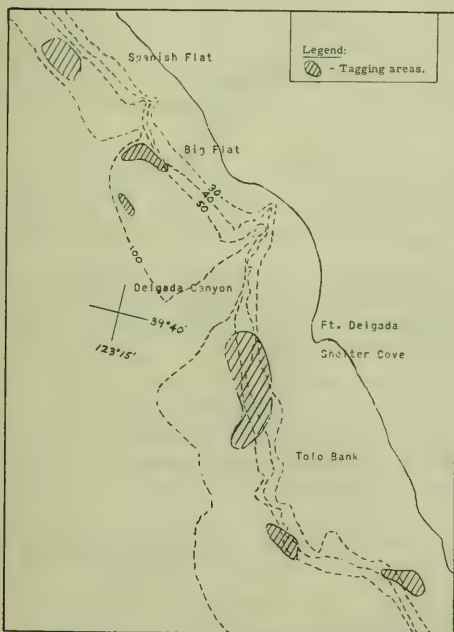 Legend:
- Tagging areas.
Spanish Flat
Big Flat
30
40
50
100
Delgada Canyon
39°40'
123°15'
Ft. Delgada
Shelter Cove
Tolo Bank